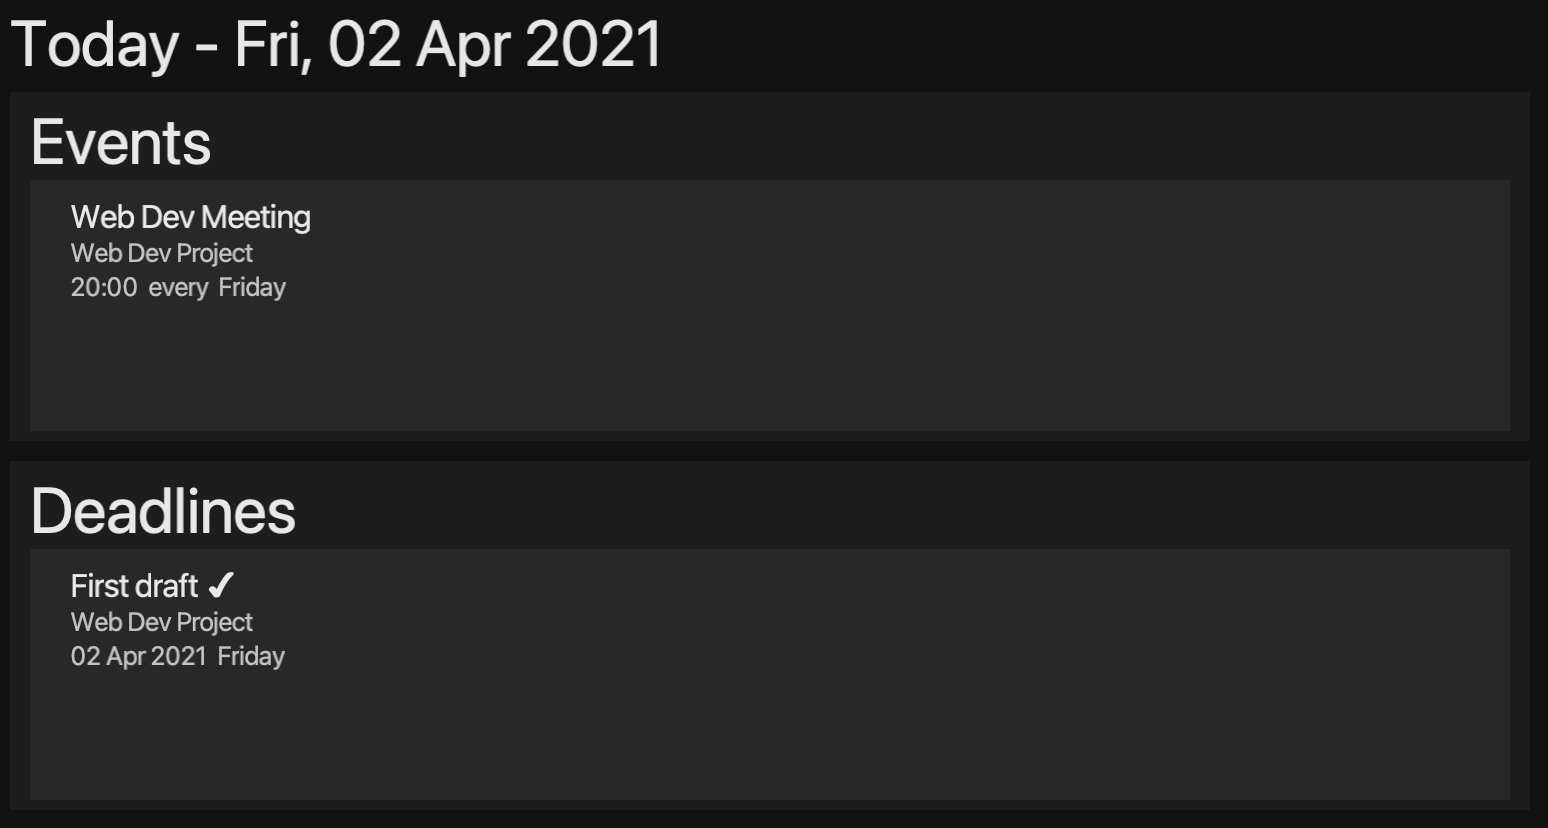 Today - Fri, 02 Apr 2021
Events
Web Dev Meeting
Web Dev Project
20:00 every Friday
Deadlines
First draft ✔
Web Dev Project
02 Apr 2021 Friday